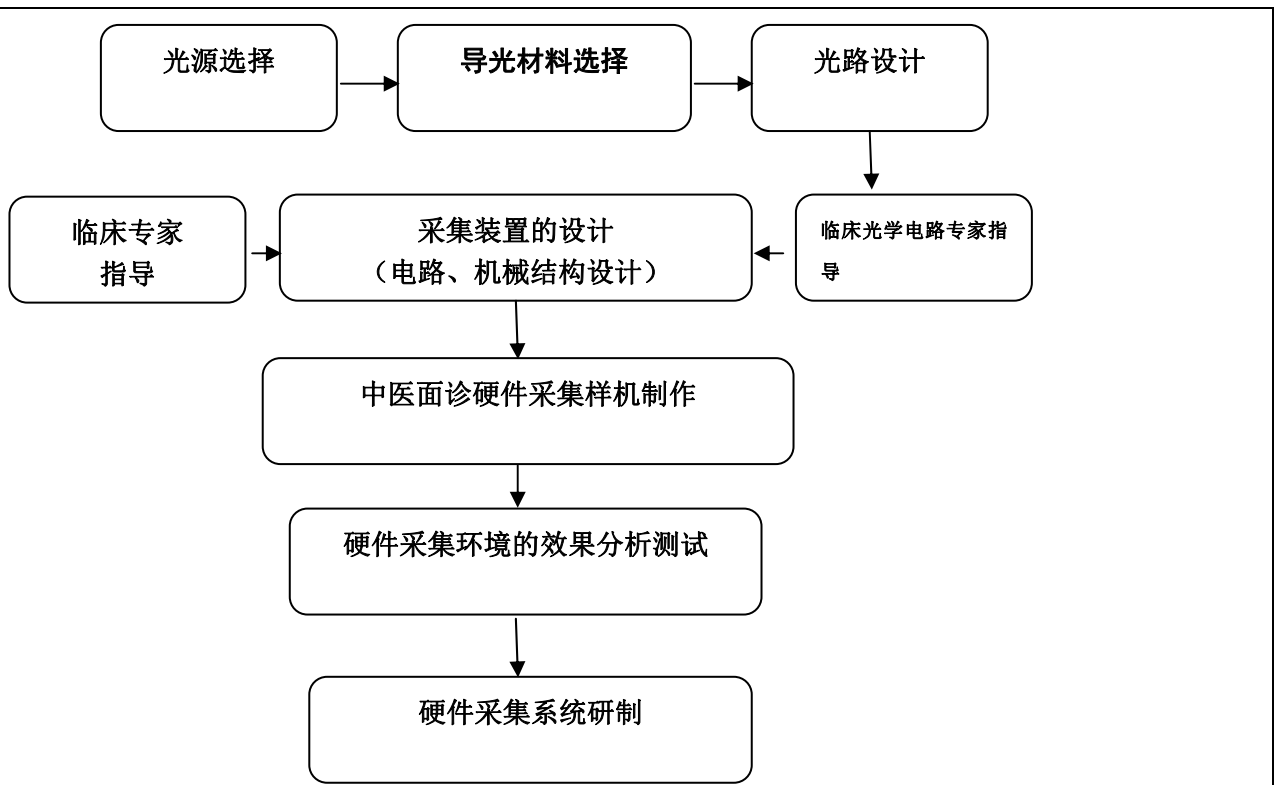 光源选择
导光材料选择
光路设计
临床专家
指导
采集装置的设计
（电路、机械结构设计）
临床光学电路专家指
导
中医面诊硬件采集样机制作
硬件采集环境的效果分析测试
硬件采集系统研制